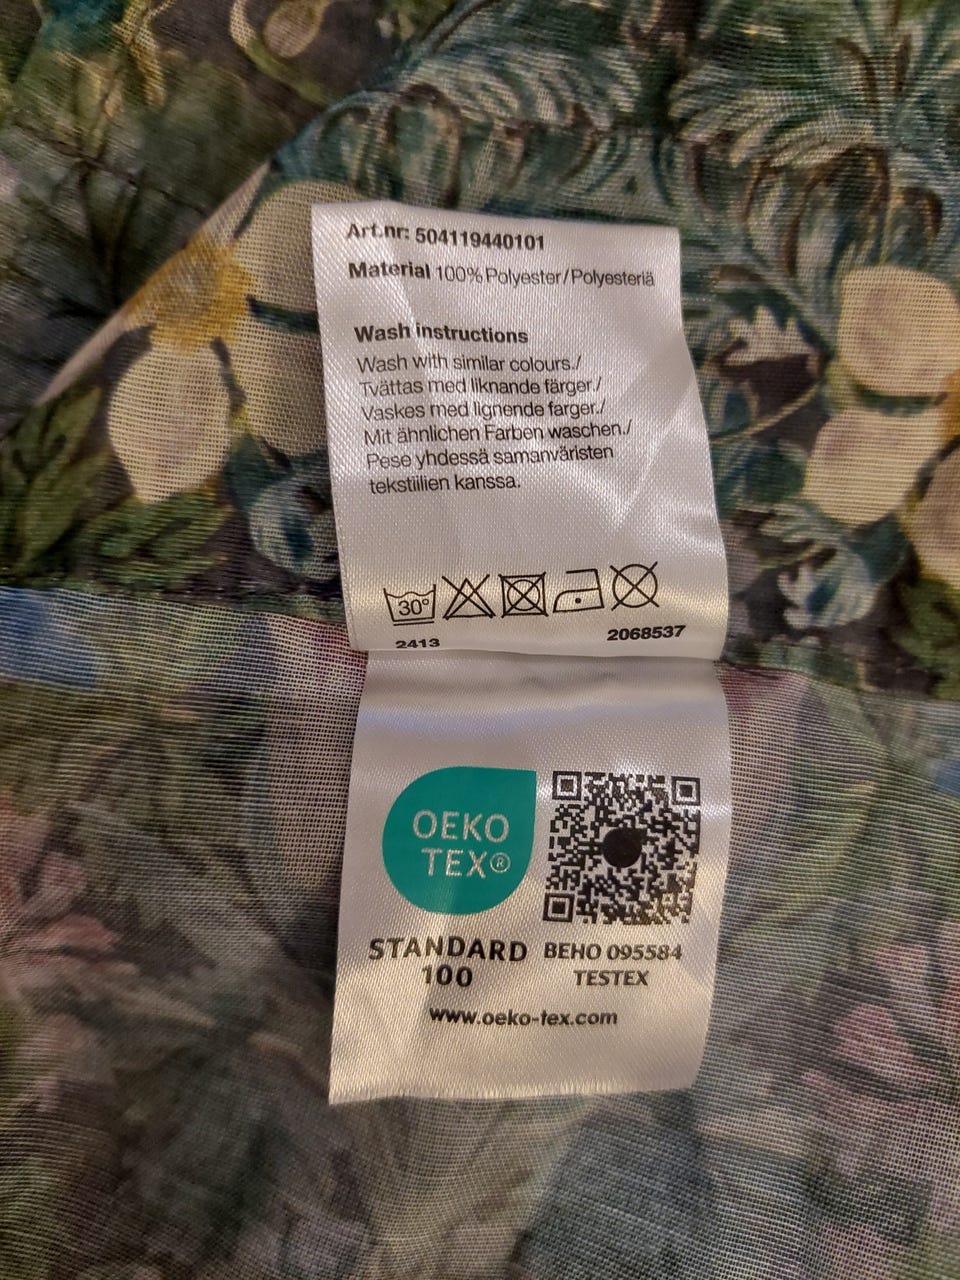 Art.nr: 504119440101
Material 100% Polyester/Polyesteriä
Wash instructions
Wash with similar colours./
Tvättas med liknande färger./
Vaskes med lignende farger./
Mit ähnlichen Farben waschen./
Pese yhdessä samanväristen
tekstiilien kanssa.
30°
2413 2068537
OEKO
TEX®
STANDARD
100
BEHO 095584
TESTEX
www.oeko-tex.com